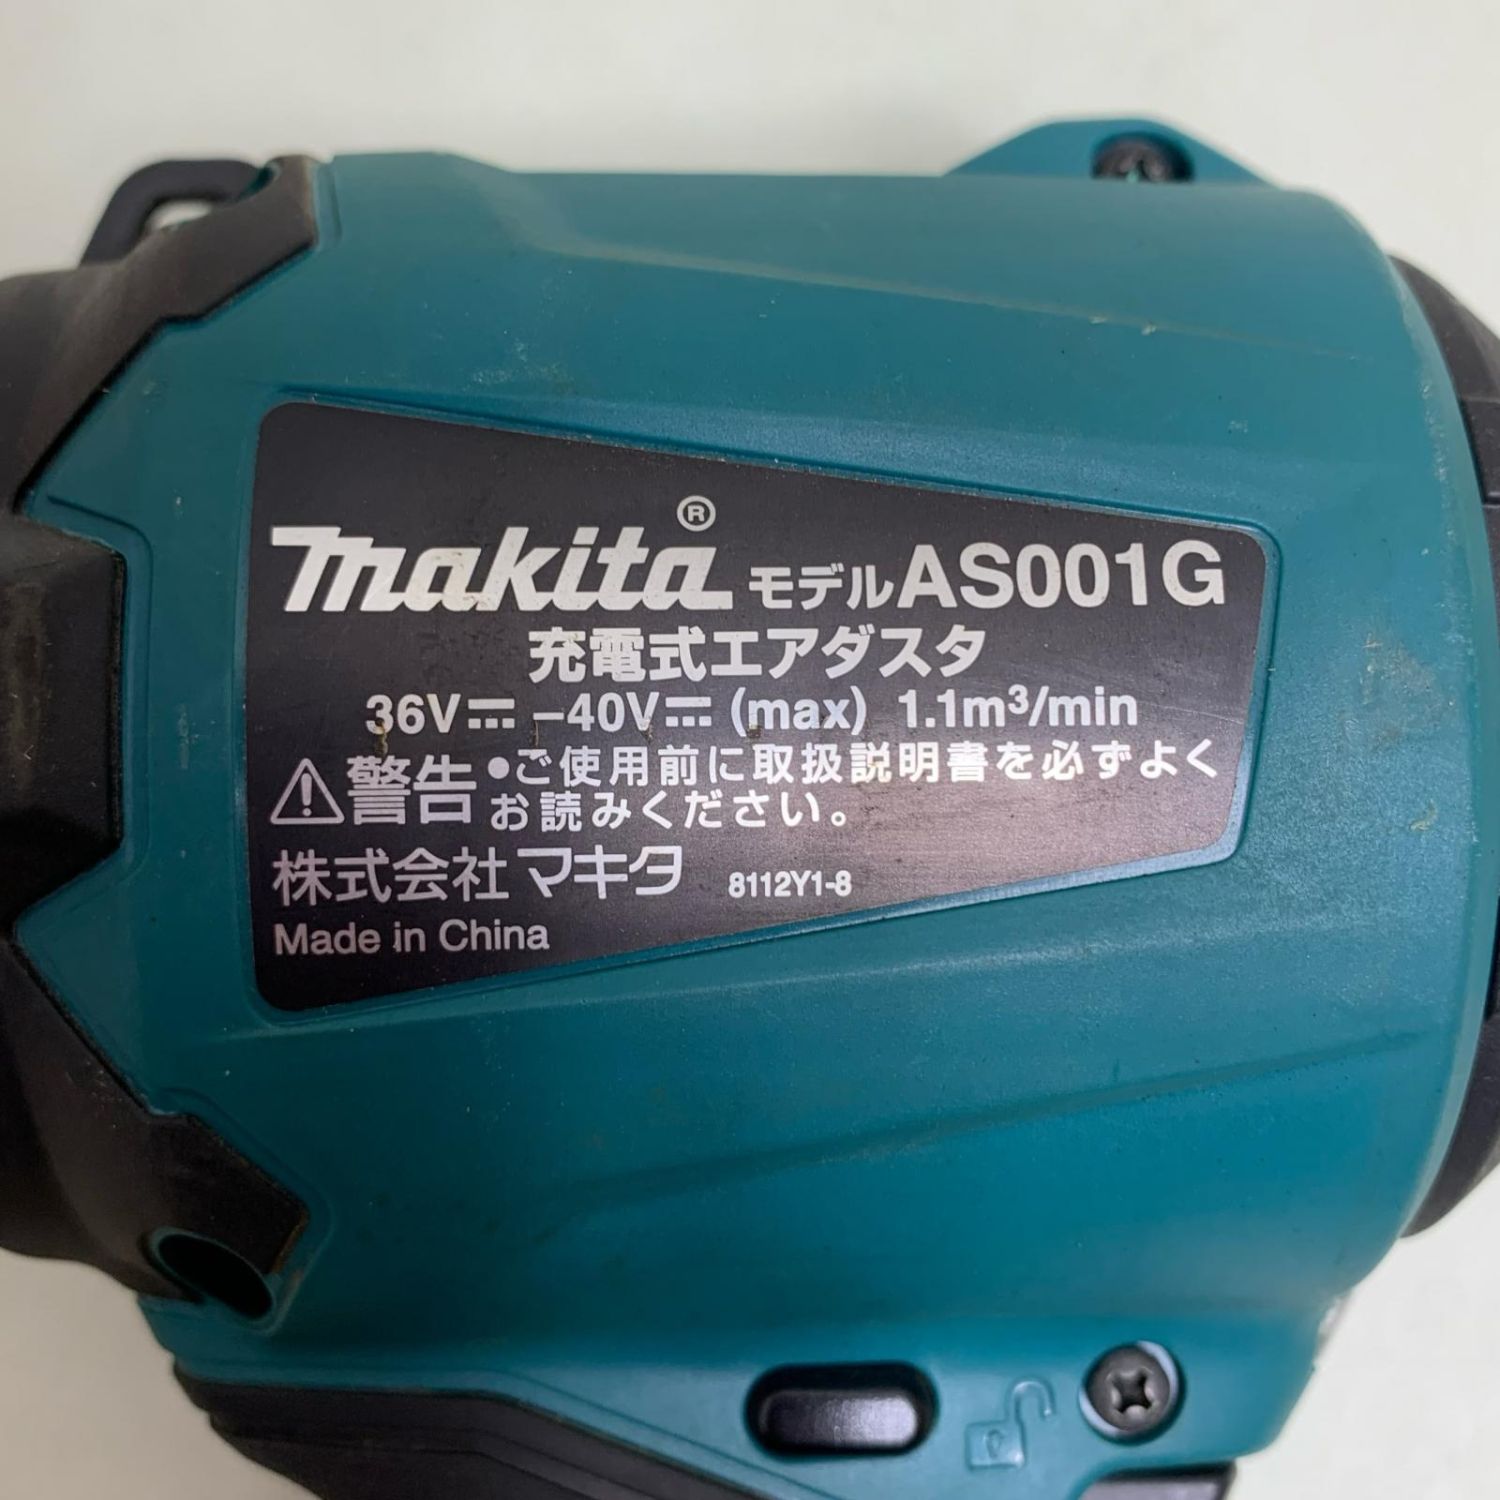 makita® モデルAS001G
充電式エアダスタ
36V⎓ –40V⎓ (max) 1.1m³/min
⚠警告 ●ご使用前に取扱説明書を必ずよく
お読みください。
株式会社マキタ 8112Y1-8
Made in China